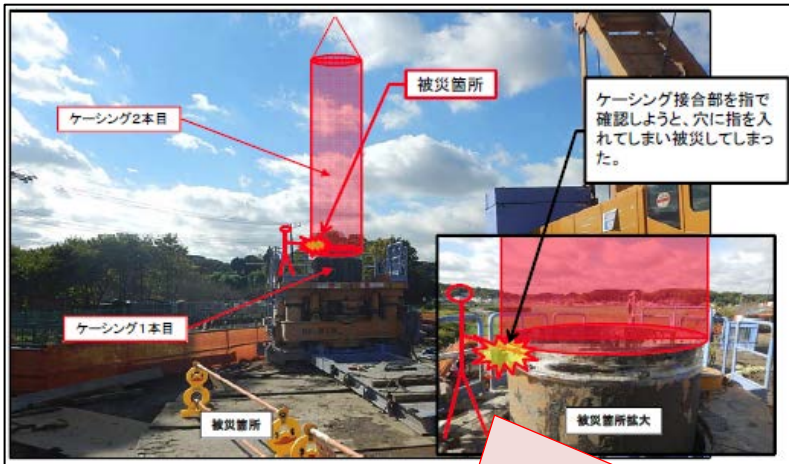 被災箇所
ケーシング2本目
ケーシング接合部を指で
確認しようと、穴に指を入
れてしまい被災してしまっ
た。
ケーシング1本目
被災箇所
被災箇所拡大